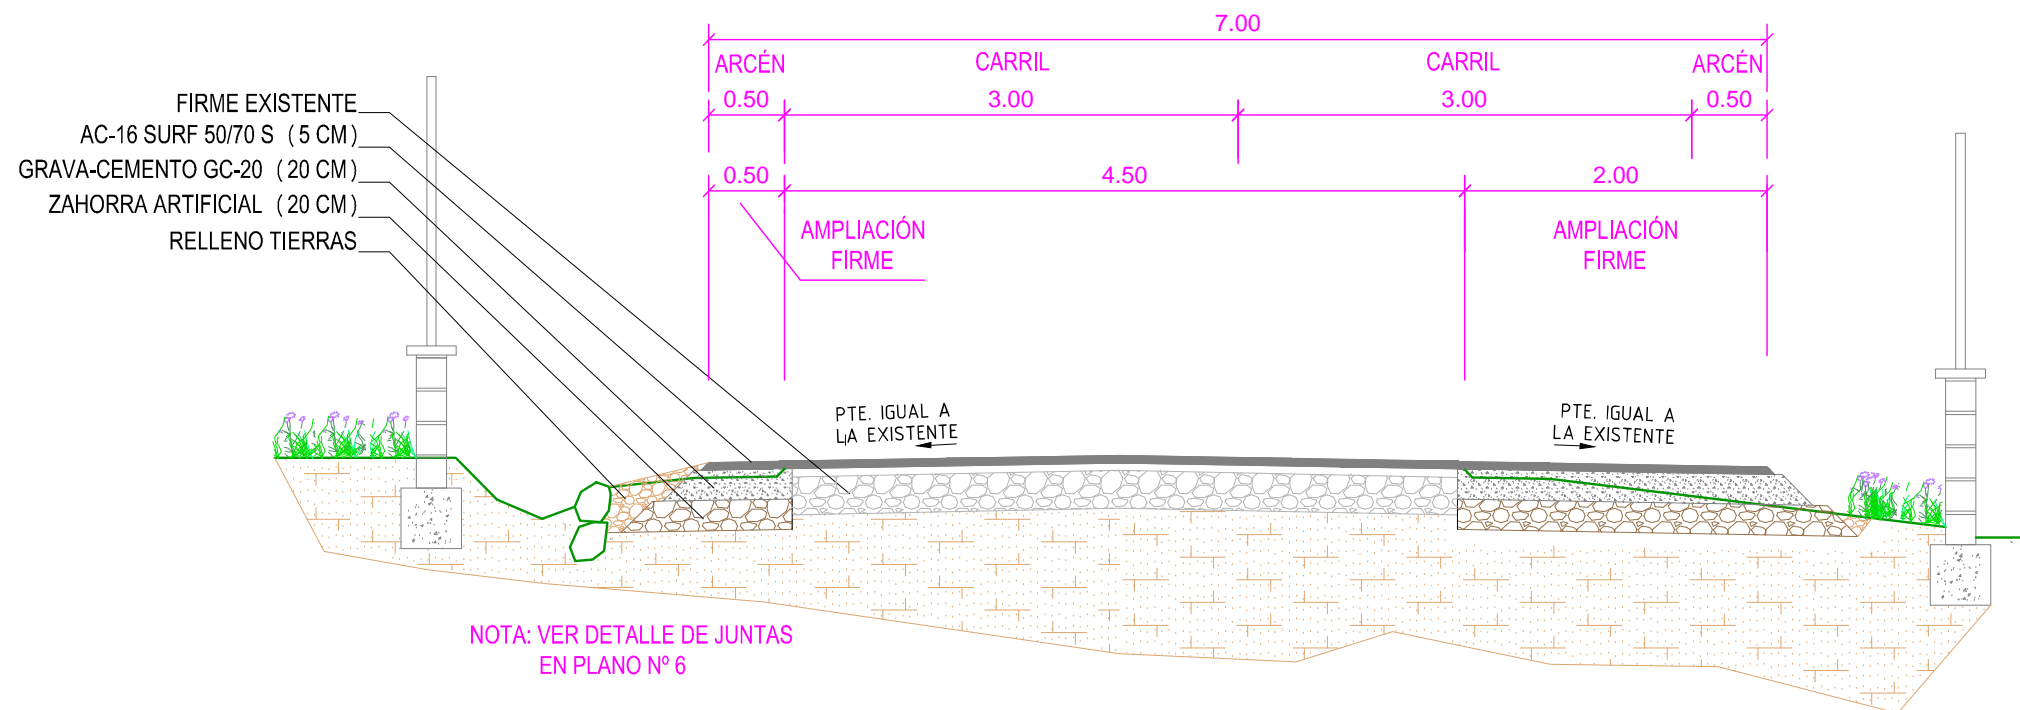 7.00
ARCÉN CARRIL CARRIL ARCÉN
0.50 3.00 3.00 0.50
0.50 4.50 2.00
AMPLIACIÓN
FIRME
AMPLIACIÓN
FIRME
FIRME EXISTENTE
AC-16 SURF 50/70 S (5 CM)
GRAVA-CEMENTO GC-20 (20 CM)
ZAHORRA ARTIFICIAL (20 CM)
RELLENO TIERRAS
PTE. IGUAL A
LA EXISTENTE
PTE. IGUAL A
LA EXISTENTE
NOTA: VER DETALLE DE JUNTAS
EN PLANO Nº 6